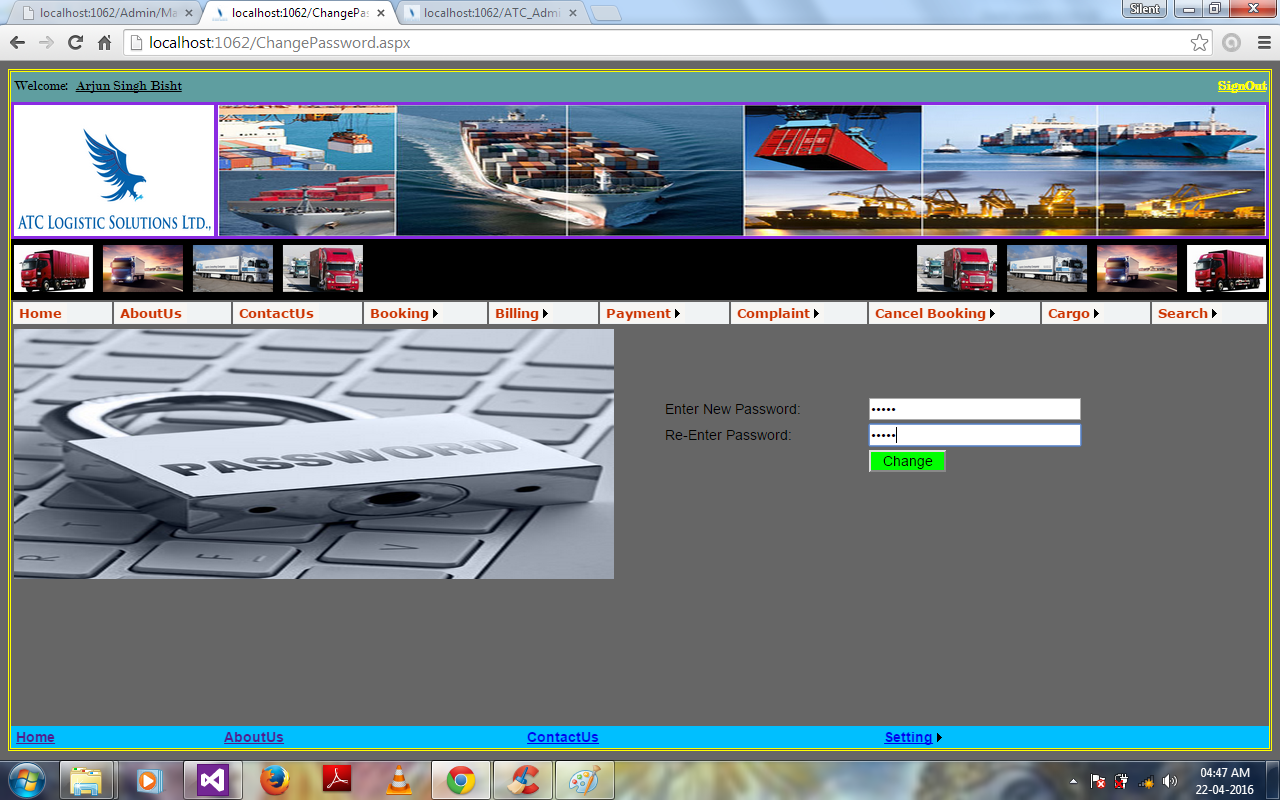 localhost:1062/Admin/Ma
localhost:1062/ChangePas
localhost:1062/ATC_Admi
Silent
localhost:1062/ChangePassword.aspx
Welcome: Arjun Singh Bisht
SignOut
ATC LOGISTIC SOLUTIONS LTD.,
Home AboutUs ContactUs Booking Billing Payment Complaint Cancel Booking Cargo Search
PASSWORD
R F V T
Enter New Password: •••••
Re-Enter Password: •••••
Change
Home AboutUs ContactUs Setting
04:47 AM
22-04-2016